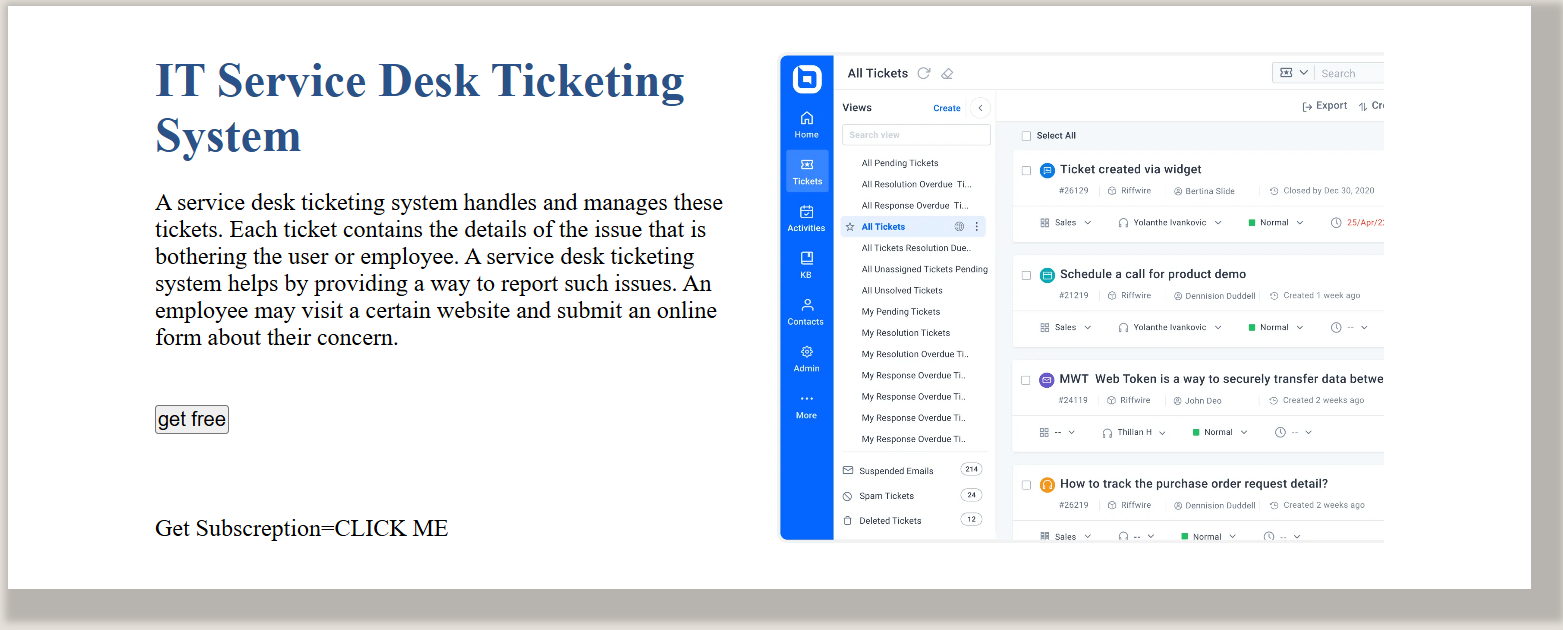 IT Service Desk Ticketing
System
A service desk ticketing system handles and manages these
tickets. Each ticket contains the details of the issue that is
bothering the user or employee. A service desk ticketing
system helps by providing a way to report such issues. An
employee may visit a certain website and submit an online
form about their concern.
get free
Get Subscreption=CLICK ME
Home
Tickets
Activities
KB
Contacts
Admin
More
All Tickets
Search
Views Create
Search view
All Pending Tickets
All Resolution Overdue Ti...
All Response Overdue Ti...
All Tickets
All Tickets Resolution Due..
All Unassigned Tickets Pending
All Unsolved Tickets
My Pending Tickets
My Resolution Tickets
My Resolution Overdue Ti..
My Response Overdue Ti..
My Response Overdue Ti..
My Response Overdue Ti..
My Response Overdue Ti..
Suspended Emails 214
Spam Tickets 24
Deleted Tickets 12
Export Cre
Select All
Ticket created via widget
#26129 Riffwire Bertina Slide Closed by Dec 30, 2020
Sales Yolanthe Ivankovic Normal 25/Apr/2
Schedule a call for product demo
#21219 Riffwire Dennision Duddell Created 1 week ago
Sales Yolanthe Ivankovic Normal --
MWT Web Token is a way to securely transfer data betwe
#24119 Riffwire John Deo Created 2 weeks ago
-- Thillan H Normal --
How to track the purchase order request detail?
#26219 Riffwire Dennision Duddell Created 2 weeks ago
Sales -- Normal --